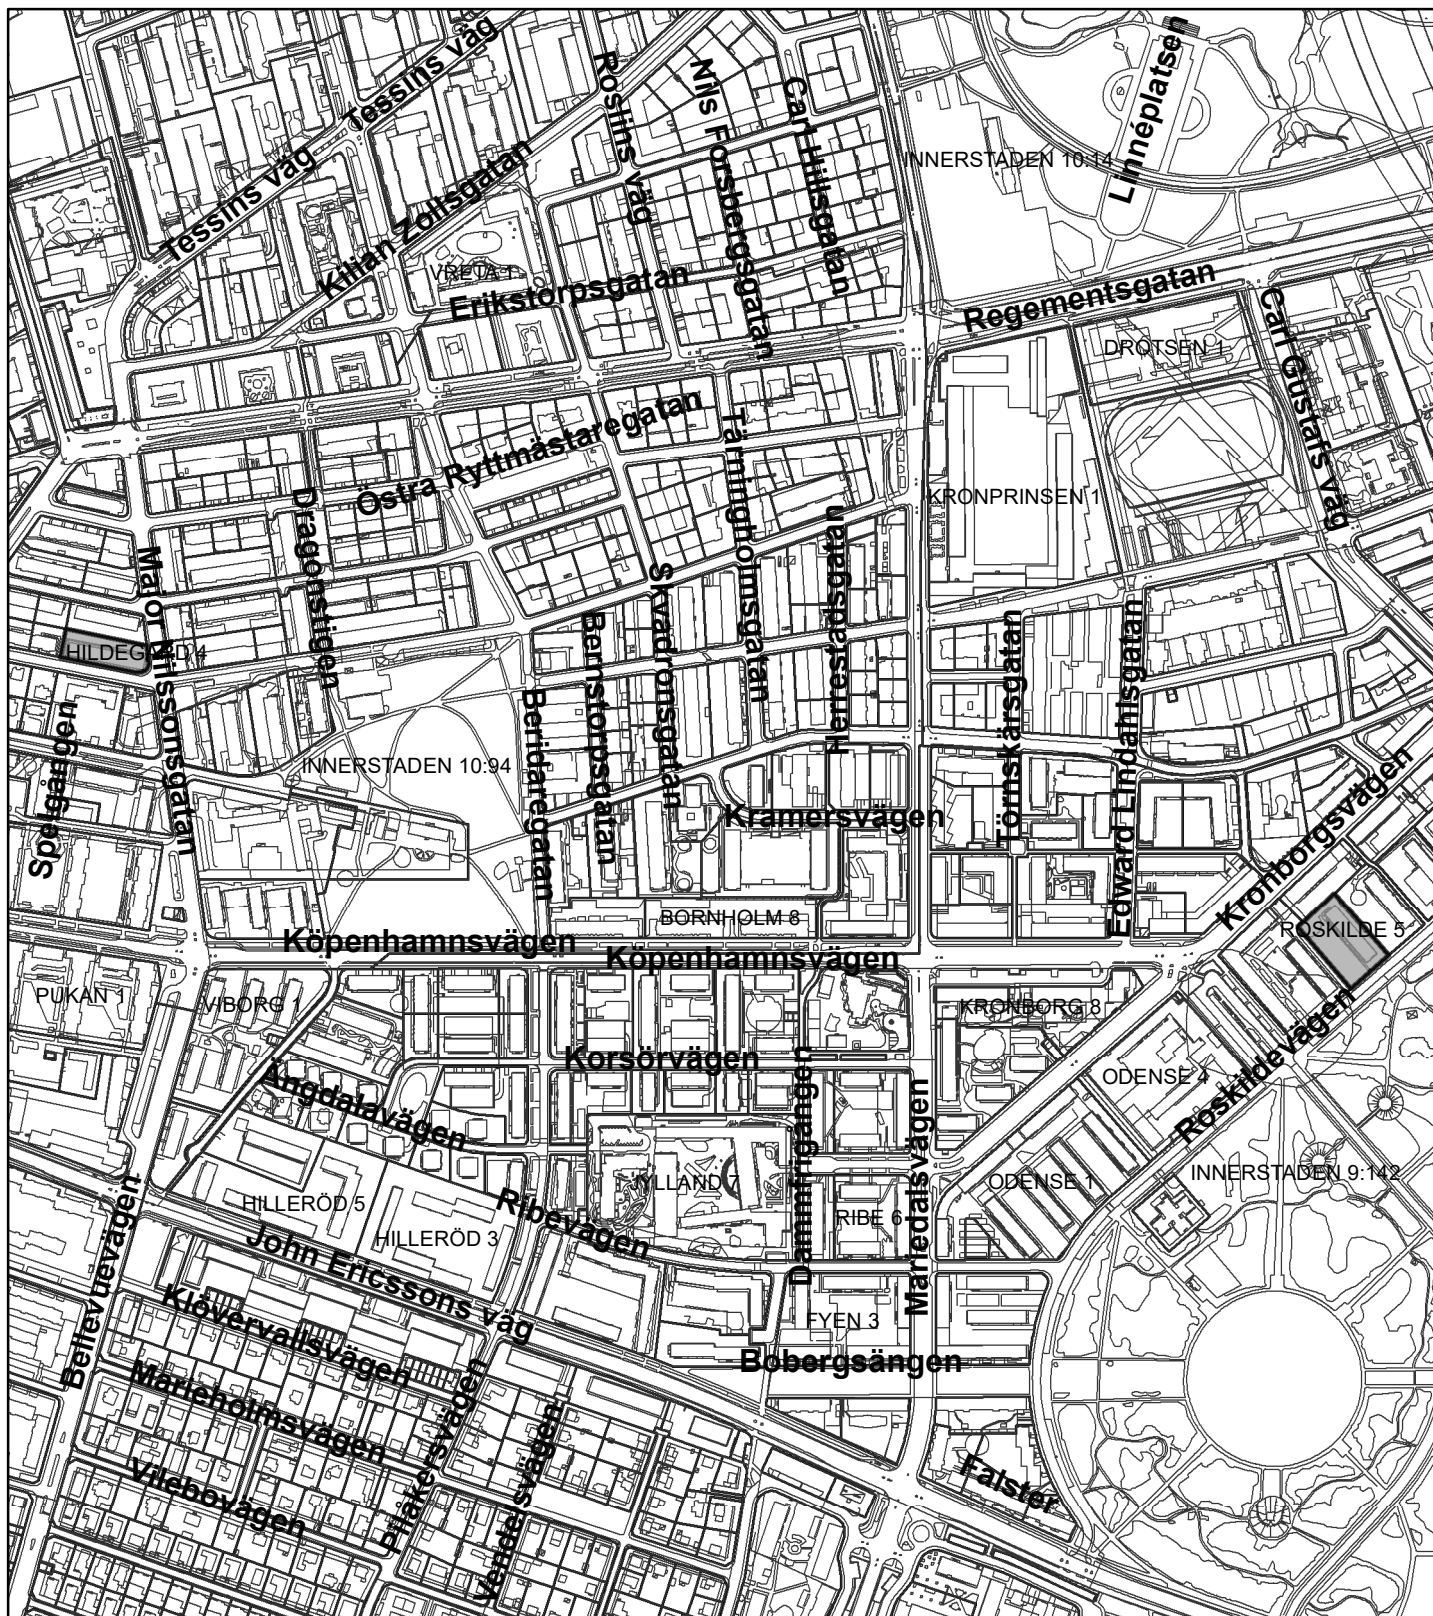 Tessins väg
Roslins väg
Nils Forsbergsgatan
Carl Hillsgatan
Linnéplatsen
INNERSTADEN 10:14
Tessins väg
Kilian Zollsgatan
VRETA 1
Erikstorpsgatan
Regementsgatan
Carl Gustafs väg
DROTSEN 1
Östra Ryttmästaregatan
Tärningholmsgatan
Dragonstigen
KRONPRINSEN 1
Herrestadsgatan
Major Nilssonsgatan
HILDEGARD 4
Skvadronsgatan
Bernstorpsgatan
Törnskärsgatan
Edward Lindahlsgatan
Spelgången
INNERSTADEN 10:94
Beridaregatan
Kramersvägen
Kronborgsvägen
BORNHOLM 8
ROSKILDE 5
Köpenhamnsvägen
Köpenhamnsvägen
PUKAN 1
VIBORG 1
KRONBORG 8
Korsörvägen
ODENSE 4
Roskildevägen
Ängdalavägen
Dammfrigången
Mariedalsvägen
JYLLAND 7
ODENSE 1
INNERSTADEN 9:142
HILLERÖD 5
Ribevägen
RIBE 6
HILLERÖD 3
John Ericssons väg
Bellevuevägen
Klövervallsvägen
FYEN 3
Bobergsängen
Marieholmsvägen
Pilåkersvägen
Vendelsvägen
Vilebovägen
Falster